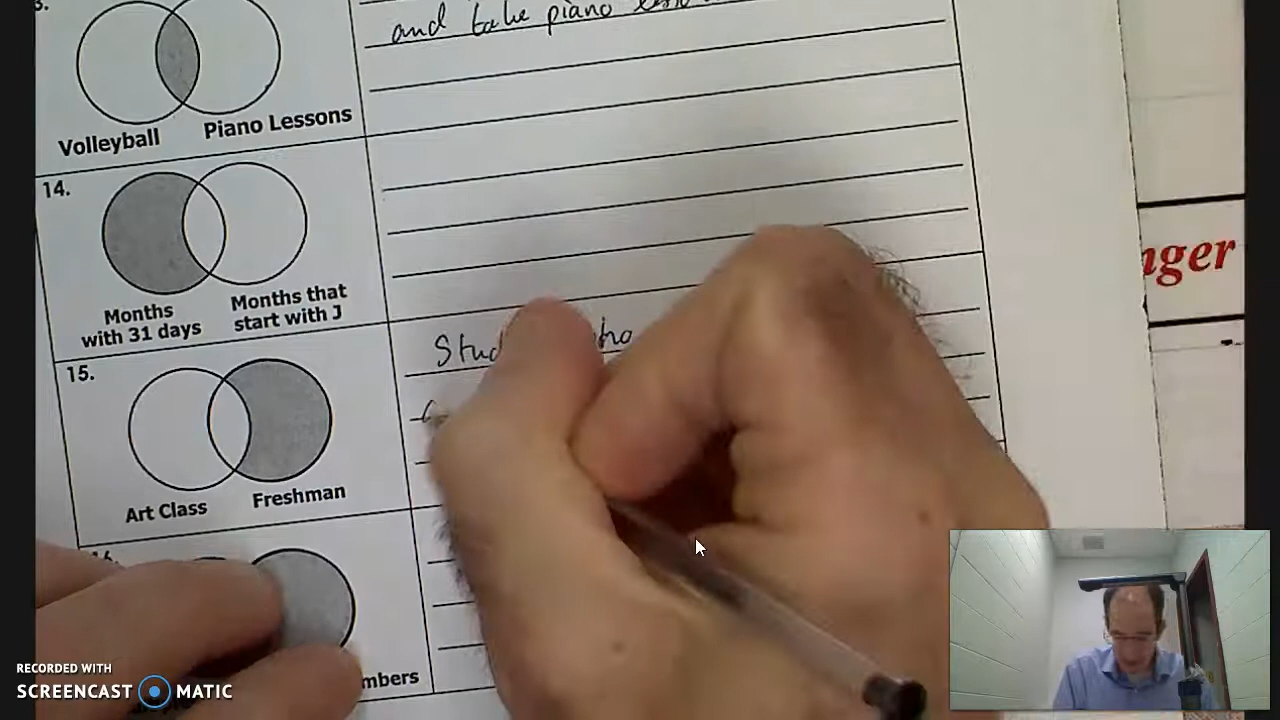 and take piano
Volleyball
Piano Lessons
14.
Months
with 31 days
Months that
start with J
15.
Art Class
Freshman
mbers
nger
RECORDED WITH
SCREENCAST MATIC